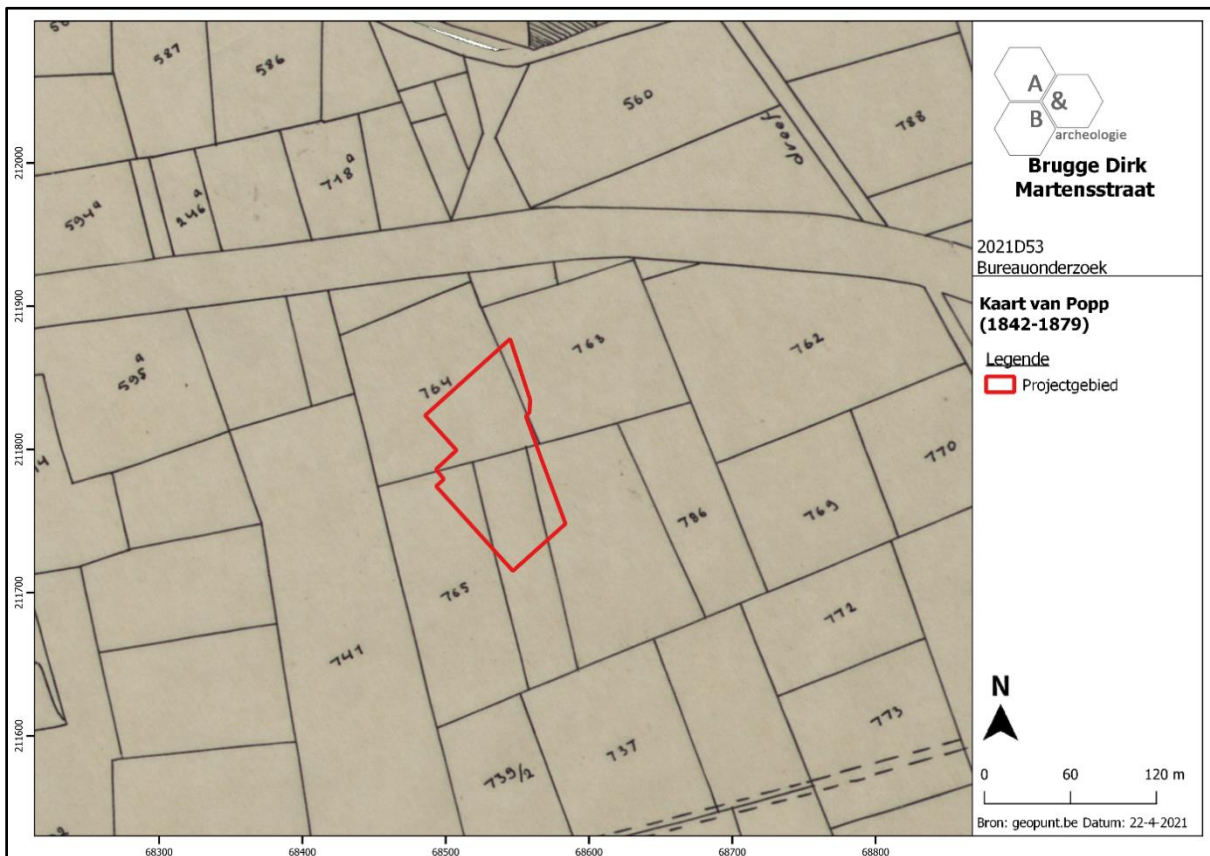 587
586
560
788
dreef
594ª
246ª
718ª
595ª
764
763
762
770
769
786
765
741
772
773
737
739/2
212000
211900
211800
211700
211600
68300
68400
68500
68600
68700
68800
A
&
B
archeologie
Brugge Dirk
Martensstraat
2021D53
Bureauonderzoek
Kaart van Popp
(1842-1879)
Legende
Projectgebied
N
0 60 120 m
Bron: geopunt.be Datum: 22-4-2021